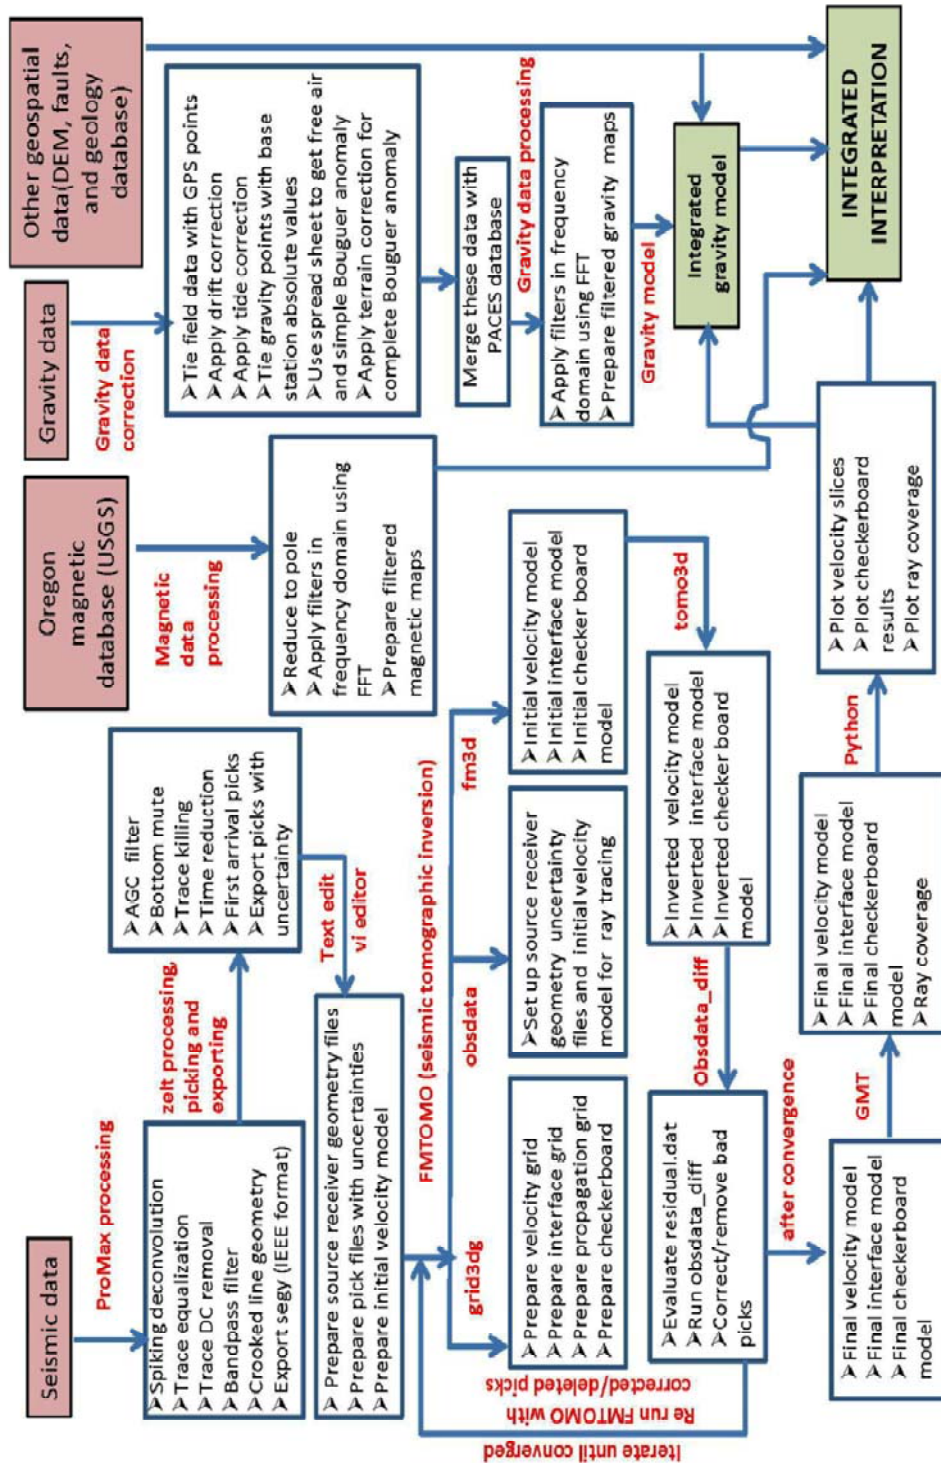 Seismic data
ProMax processing
➤ Spiking deconvolution
➤ Trace equalization
➤ Trace DC removal
➤ Bandpass filter
➤ Crooked line geometry
➤ Export segy (IEEE format)
zelt processing,
picking and
exporting
➤ AGC filter
➤ Bottom mute
➤ Trace killing
➤ Time reduction
➤ First arrival picks
➤ Export picks with
uncertainty
Text edit
vi editor
➤ Prepare source receiver geometry files
➤ Prepare pick files with uncertainties
➤ Prepare initial velocity model
FMTOMO (seismic tomographic inversion)
grid3dg
obsdata
fm3d
➤ Prepare velocity grid
➤ Prepare interface grid
➤ Prepare propagation grid
➤ Prepare checkerboard
➤ Set up source receiver
geometry uncertainty
files and initial velocity
model for ray tracing
➤ Initial velocity model
➤ Initial interface model
➤ Initial checker board
model
tomo3d
➤ Inverted velocity model
➤ Inverted interface model
➤ Inverted checker board
model
Obsdata_diff
➤ Evaluate residual.dat
➤ Run obsdata_diff
➤ Correct/remove bad
picks
Iterate until converged
Re run FMTOMO with
corrected/deleted picks
after convergence
➤ Final velocity model
➤ Final interface model
➤ Final checkerboard
model
GMT
➤ Final velocity model
➤ Final interface model
➤ Final checkerboard
model
➤ Ray coverage
Python
➤ Plot velocity slices
➤ Plot checkerboard
results
➤ Plot ray coverage
Oregon
magnetic
database (USGS)
Magnetic
data
processing
➤ Reduce to pole
➤ Apply filters in
frequency domain using
FFT
➤ Prepare filtered
magnetic maps
Gravity data
Gravity data
correction
➤ Tie field data with GPS points
➤ Apply drift correction
➤ Apply tide correction
➤ Tie gravity points with base
station absolute values
➤ Use spread sheet to get free air
and simple Bouguer anomaly
➤ Apply terrain correction for
complete Bouguer anomaly
Merge these data with
PACES database
Gravity data processing
➤ Apply filters in frequency
domain using FFT
➤ Prepare filtered gravity maps
Gravity model
Integrated
gravity model
Other geospatial
data(DEM, faults,
and geology
database)
INTEGRATED
INTERPRETATION